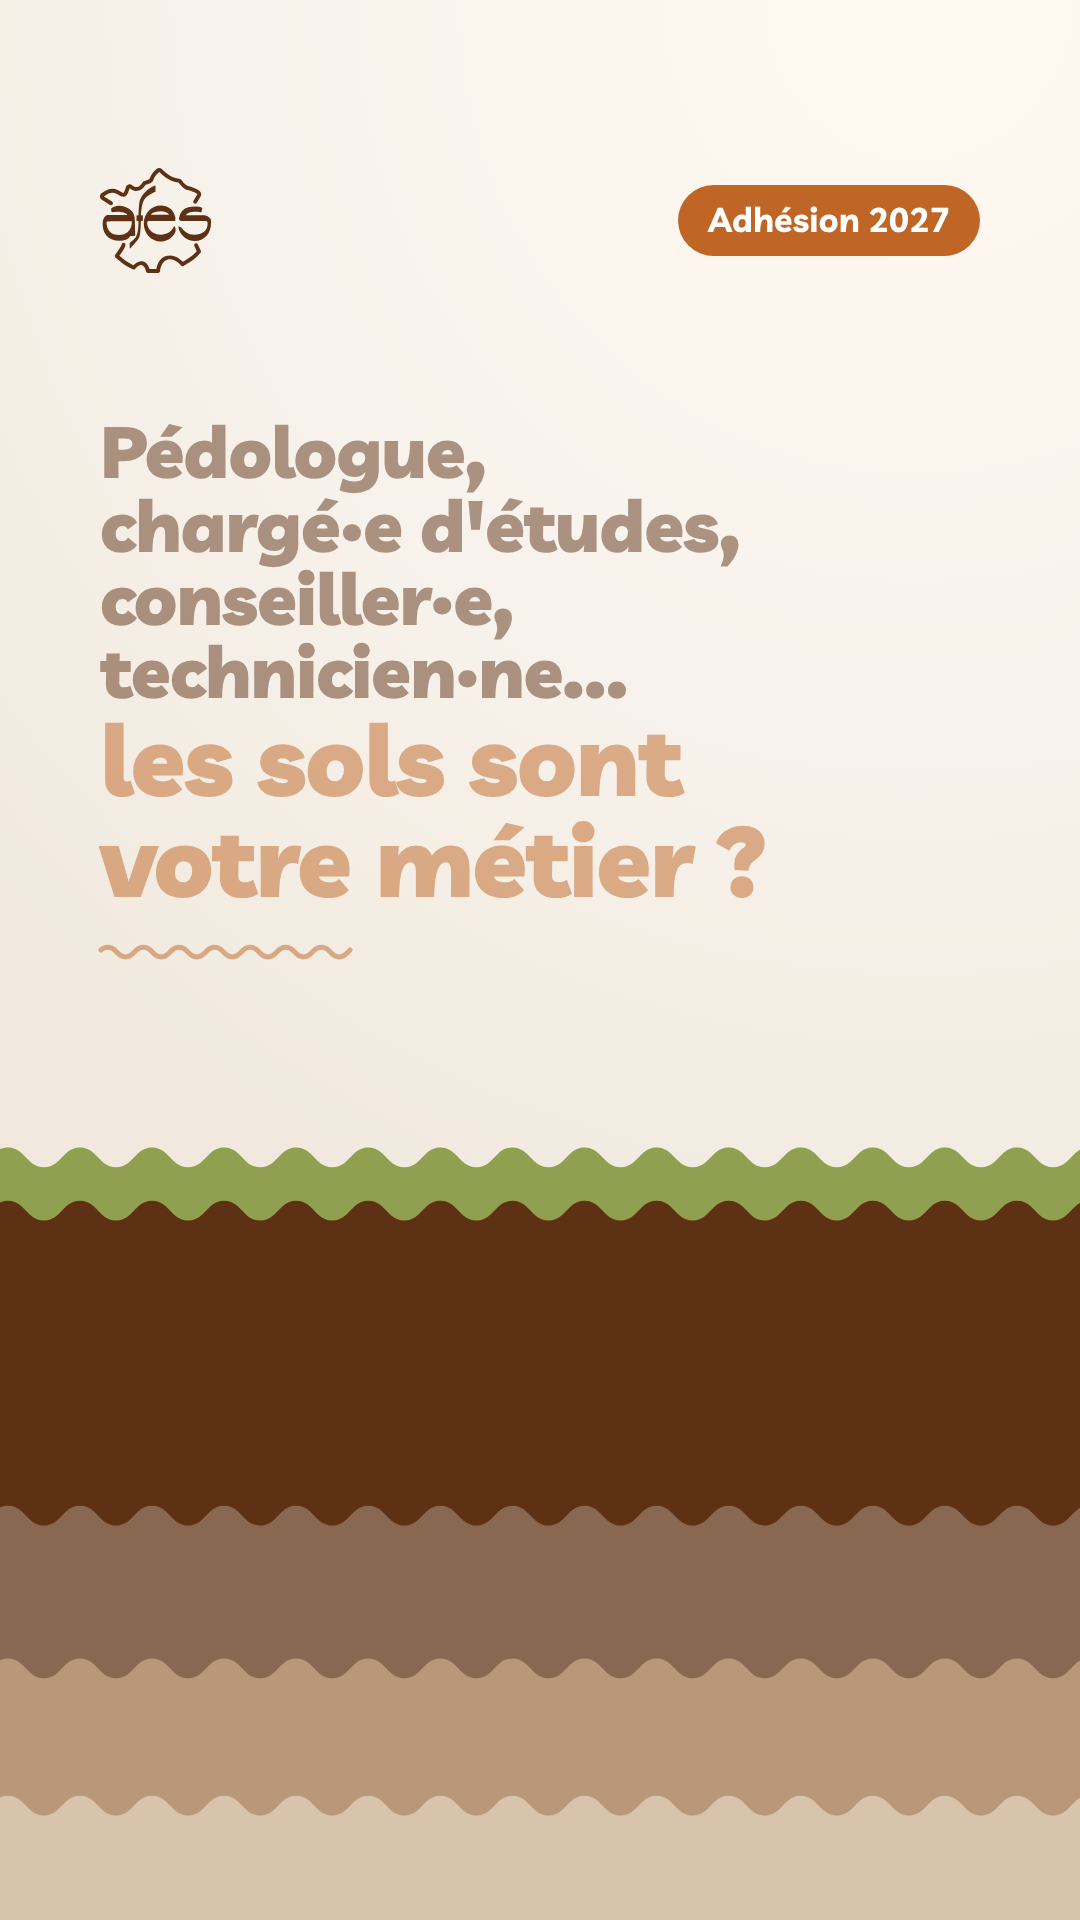 afes
Adhésion 2027
Pédologue,
chargé·e d'études,
conseiller·e,
technicien·ne...
les sols sont
votre métier ?